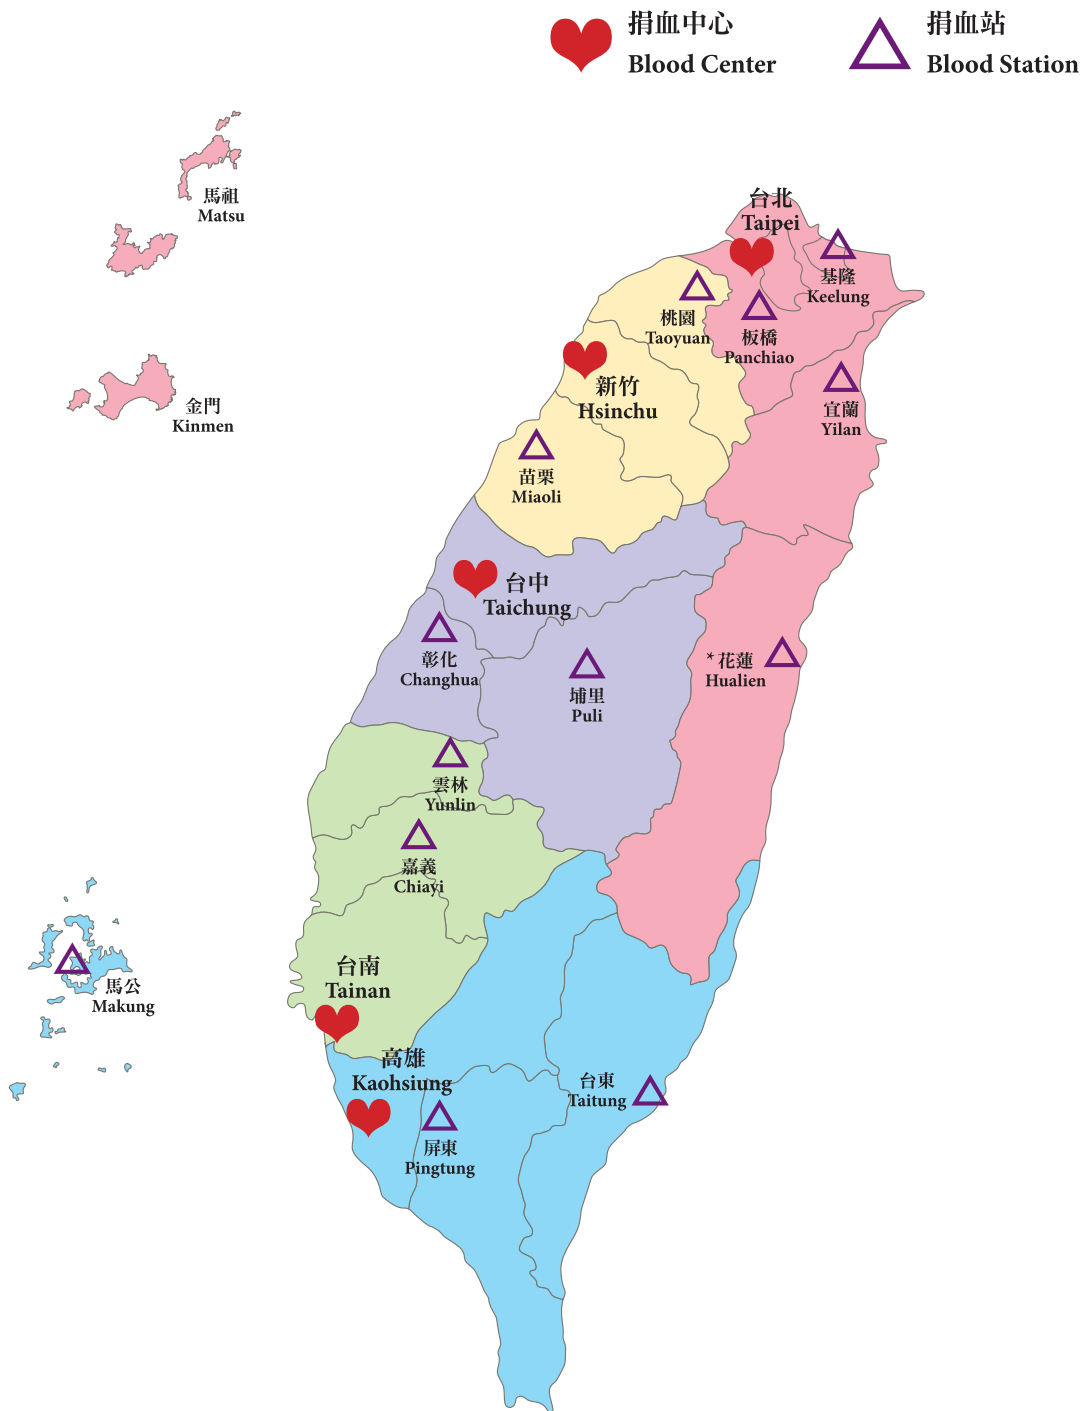 捐血中心
Blood Center
捐血站
Blood Station
馬祖
Matsu
台北
Taipei
基隆
Keelung
桃園
Taoyuan
板橋
Panchiao
新竹
Hsinchu
金門
Kinmen
宜蘭
Yilan
苗栗
Miaoli
台中
Taichung
彰化
Changhua
埔里
Puli
*花蓮
Hualien
雲林
Yunlin
嘉義
Chiayi
台南
Tainan
馬公
Makung
高雄
Kaohsiung
台東
Taitung
屏東
Pingtung